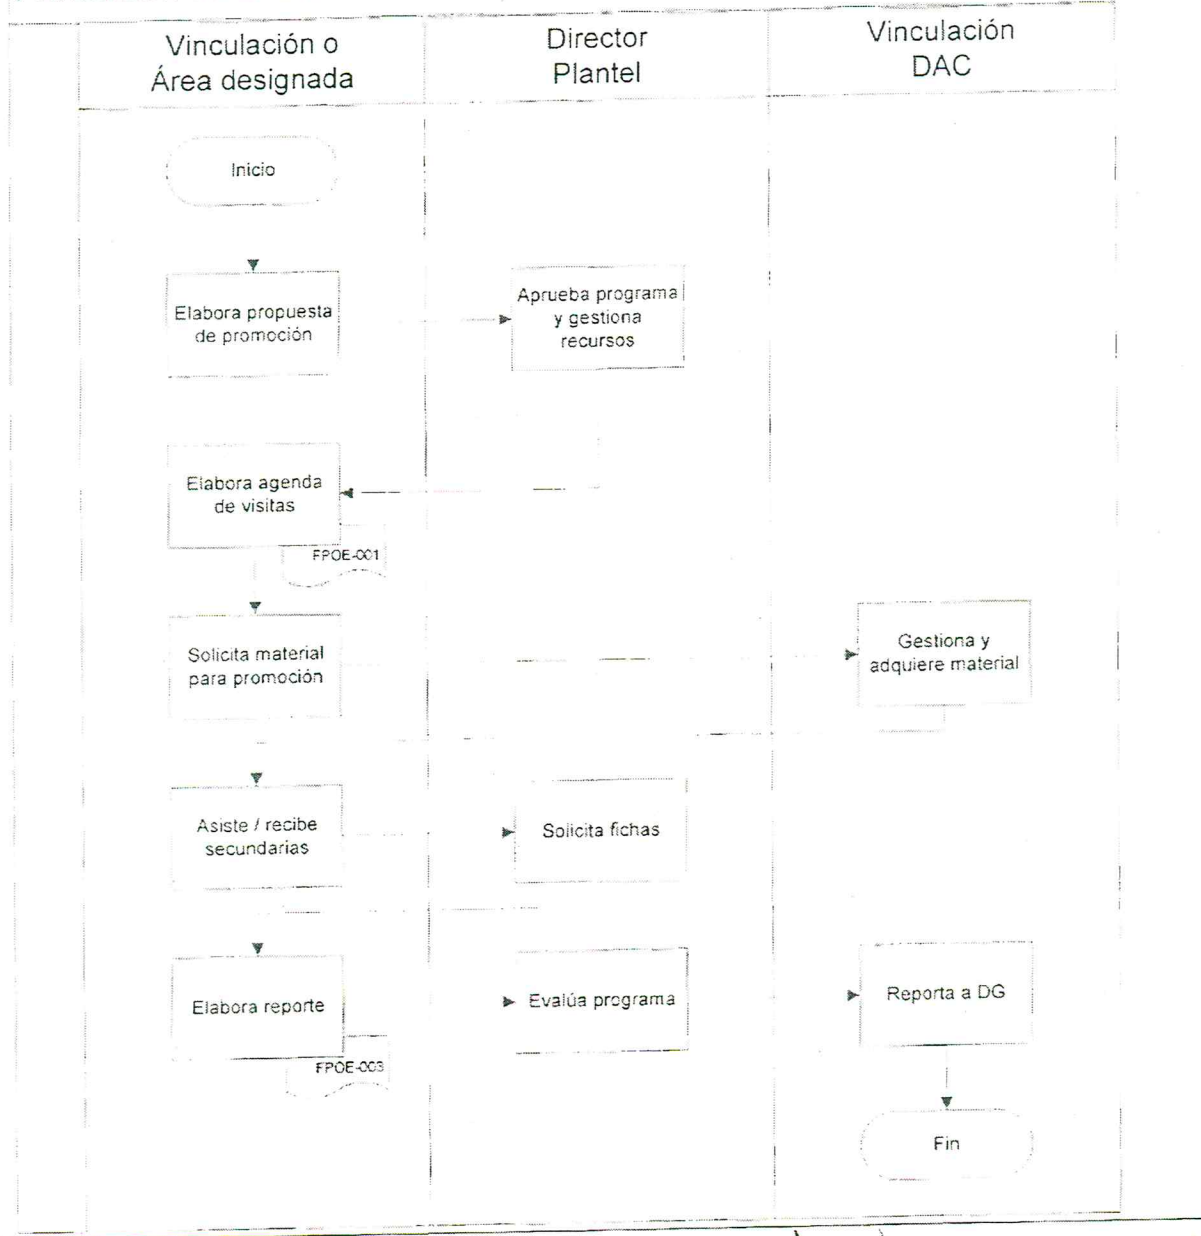 Vinculación o
Área designada
Director
Plantel
Vinculación
DAC
Inicio
Elabora propuesta
de promoción
Aprueba programa
y gestiona
recursos
Elabora agenda
de visitas
FPOE-001
Solicita material
para promoción
Gestiona y
adquiere material
Asiste / recibe
secundarias
Solicita fichas
Elabora reporte
FPOE-003
Evalúa programa
Reporta a DG
Fin